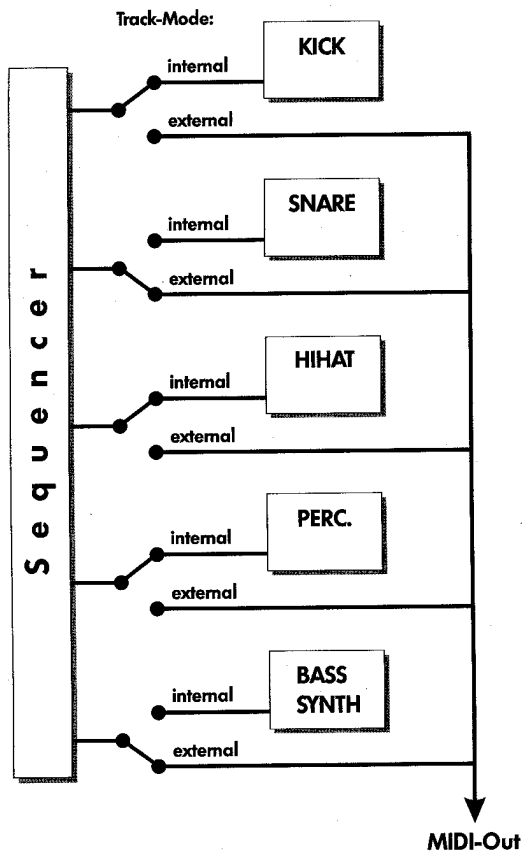 Track-Mode:
KICK
internal
external
SNARE
internal
external
HIHAT
internal
external
PERC.
internal
external
BASS
SYNTH
internal
external
Sequencer
MIDI-Out